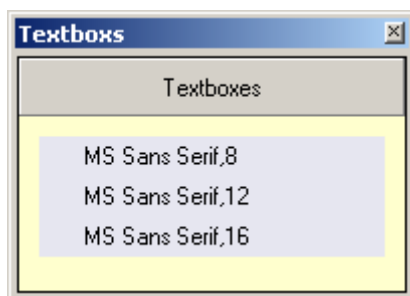 Textboxs
Textboxes
MS Sans Serif,8
MS Sans Serif,12
MS Sans Serif,16